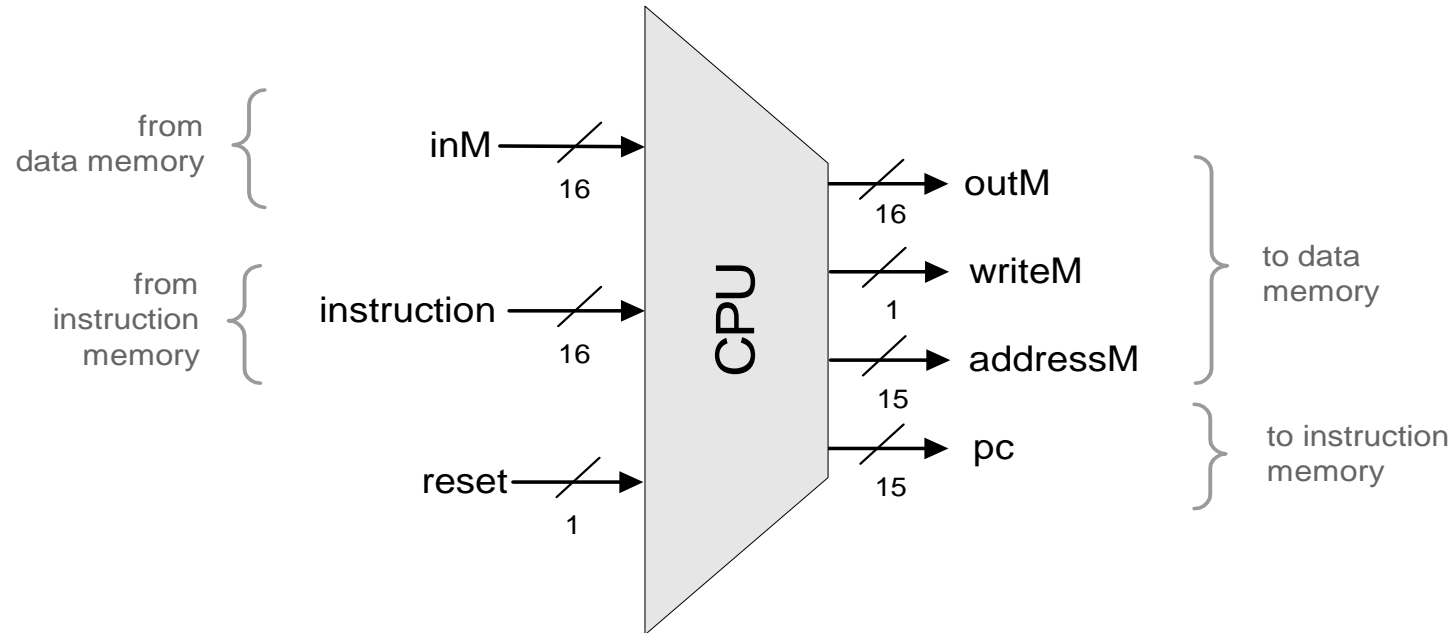 from
data memory
inM
16
from
instruction
memory
instruction
16
reset
1
CPU
outM
16
writeM
1
addressM
15
pc
15
to data
memory
to instruction
memory